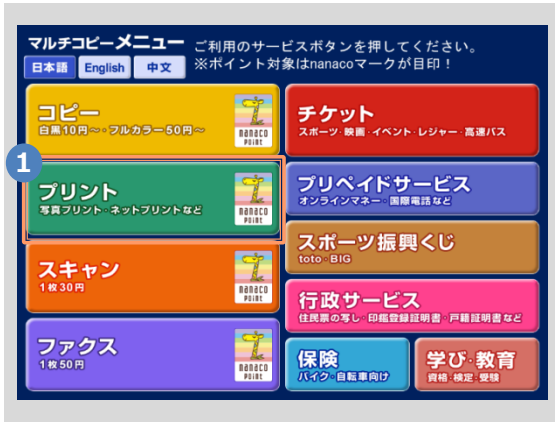 マルチコピーメニュー
ご利用のサービスボタンを押してください。
※ポイント対象はnanacoマークが目印！
日本語 English 中文
コピー
白黒10円〜・フルカラー50円〜
nanaco
POINT
1
プリント
写真プリント・ネットプリントなど
nanaco
POINT
スキャン
1枚30円
nanaco
POINT
ファクス
1枚50円
nanaco
POINT
チケット
スポーツ・映画・イベント・レジャー・高速バス
プリペイドサービス
オンラインマネー・国際電話など
スポーツ振興くじ
toto・BIG
行政サービス
住民票の写し・印鑑登録証明書・戸籍証明書など
保険
バイク・自転車向け
学び・教育
資格・検定・受験